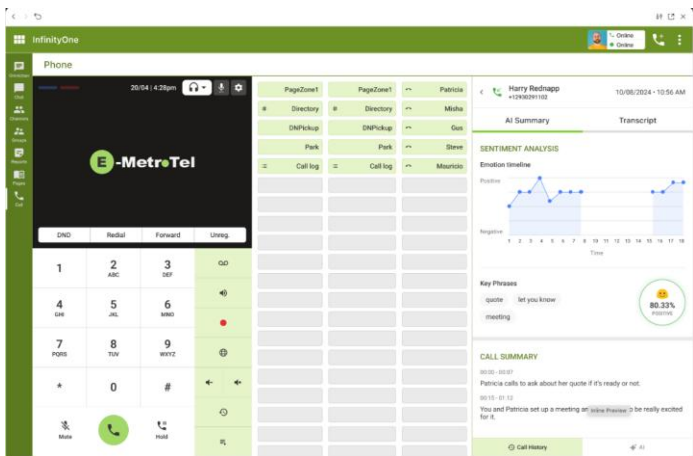 InfinityOne
Online
Online
Phone
Chat
Groups
Reports
Pages
Call
20/04 | 4:28pm
E-MetroTel
DND Redial Forward Unreg.
1
2 ABC
3 DEF
4 GHI
5 JKL
6 MNO
7 PQRS
8 TUV
9 WXYZ
* 0 #
Mute
Hold
PageZone1 PageZone1 Patricia
Directory Directory Misha
DNPickup DNPickup Gus
Park Park Steve
Call log Call log Mauricio
Harry Rednapp
+12930291102
10/08/2024 - 10:56 AM
AI Summary Transcript
SENTIMENT ANALYSIS
Emotion timeline
Positive
Negative
1 2 3 4 5 6 7 8 9 10 11 12 13 14 15 16 17 18
Time
Key Phrases
quote let you know
meeting
80.33%
POSITIVE
CALL SUMMARY
00:00 - 00:07
Patricia calls to ask about her quote if it's ready or not.
00:10 - 01:12
You and Patricia set up a meeting an Inline Preview o be really excited
for it.
Call History AI